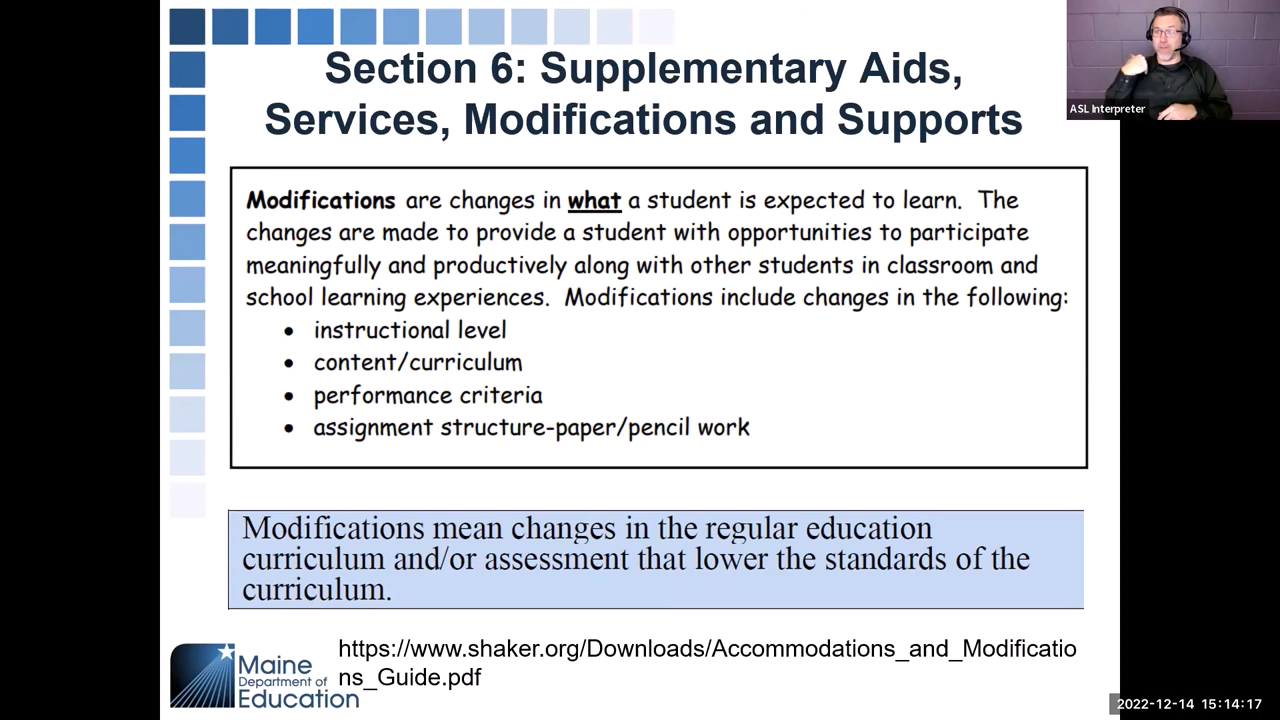 Section 6: Supplementary Aids,
Services, Modifications and Supports
ASL Interpreter
Modifications are changes in what a student is expected to learn. The
changes are made to provide a student with opportunities to participate
meaningfully and productively along with other students in classroom and
school learning experiences. Modifications include changes in the following:
• instructional level
• content/curriculum
• performance criteria
• assignment structure-paper/pencil work
Modifications mean changes in the regular education
curriculum and/or assessment that lower the standards of the
curriculum.
https://www.shaker.org/Downloads/Accommodations_and_Modificatio
ns_Guide.pdf
Maine
Department of
Education
2022-12-14 15:14:17